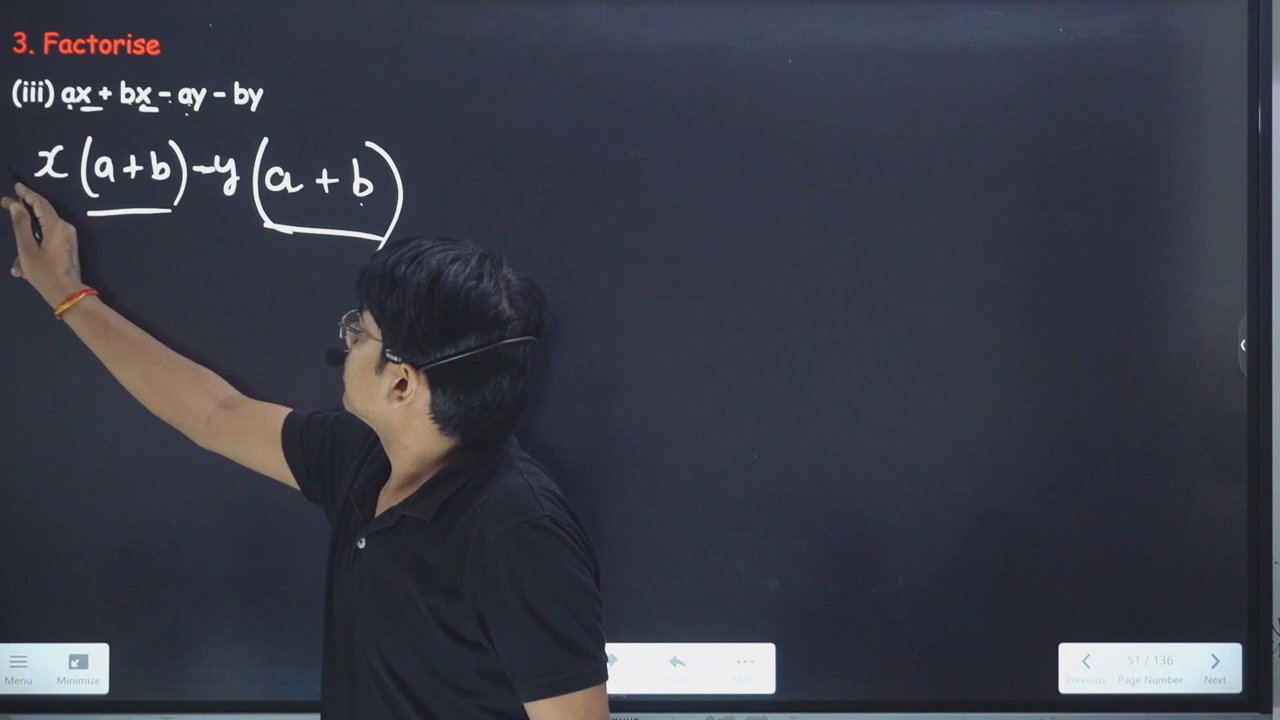 3. Factorise
(iii) ax + bx - ay - by
x (a + b) - y (a + b)
Menu
Minimize
51 / 136
Previous Page Number Next